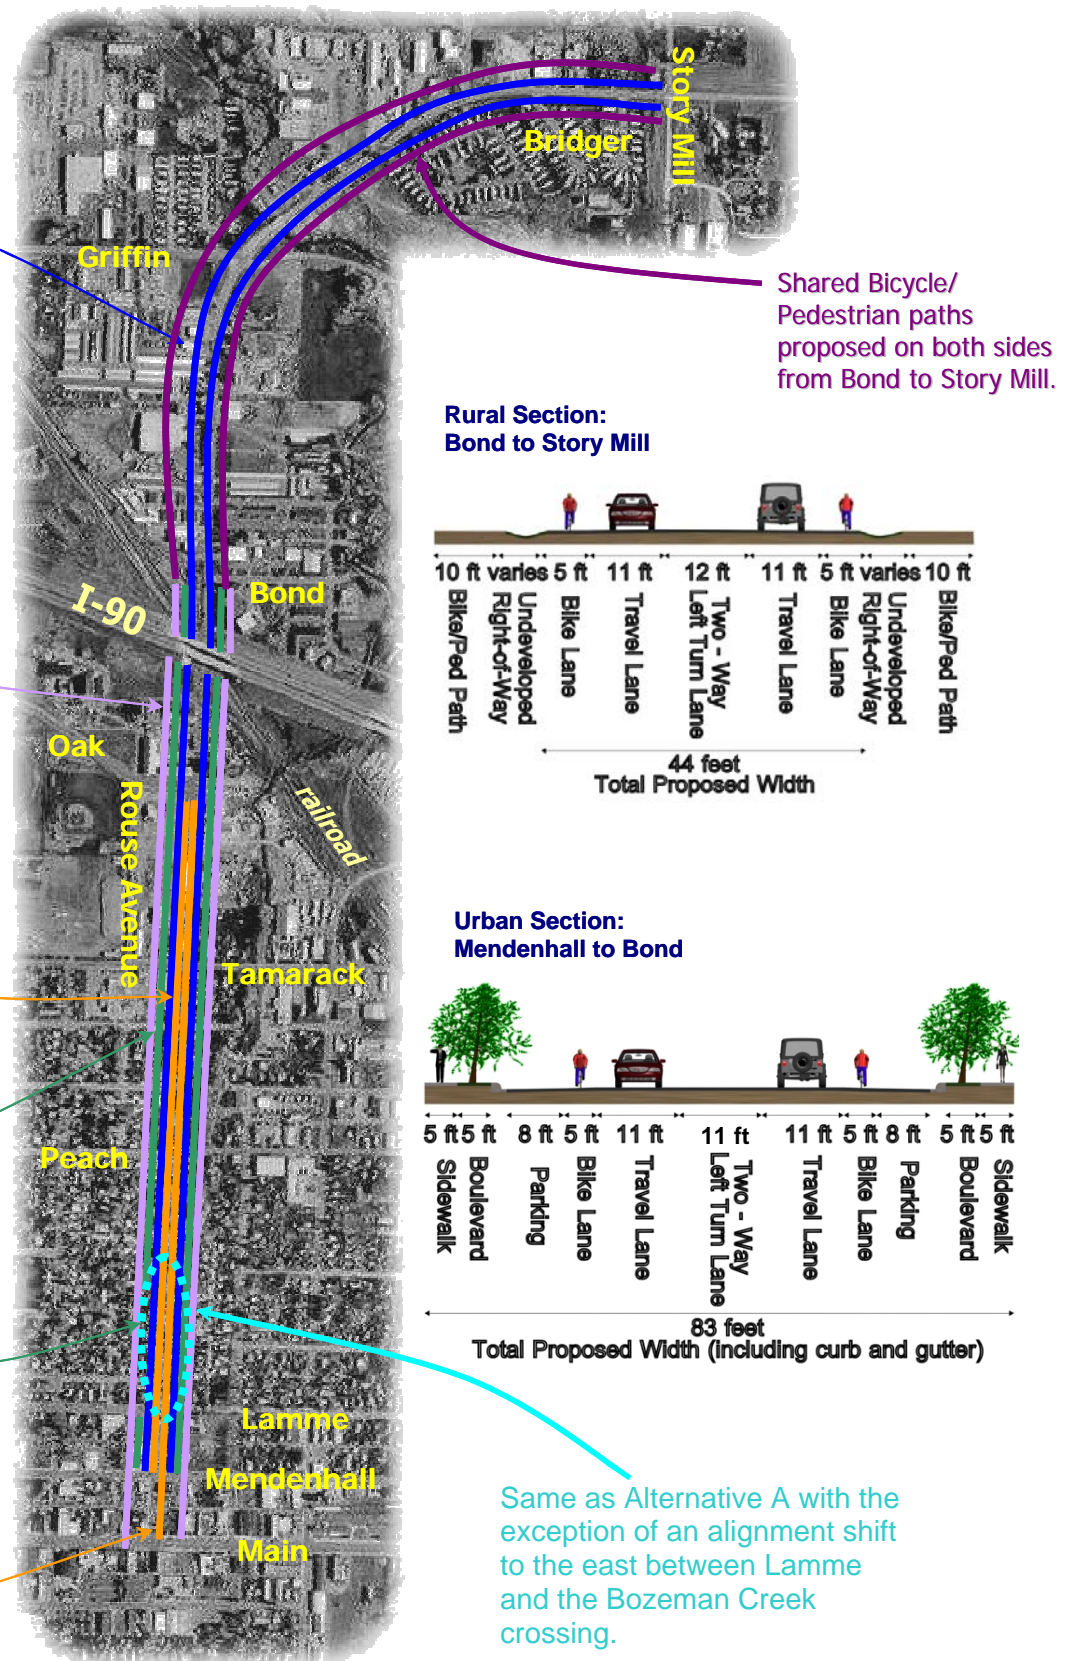 Story Mill
Bridger
Griffin
Shared Bicycle/
Pedestrian paths
proposed on both sides
from Bond to Story Mill.
Rural Section:
Bond to Story Mill
10 ft varies 5 ft 11 ft 12 ft 11 ft 5 ft varies 10 ft
Bike/Ped Path
Undeveloped
Right-of-Way
Bike Lane
Travel Lane
Two - Way
Left Turn Lane
Travel Lane
Bike Lane
Undeveloped
Right-of-Way
Bike/Ped Path
44 feet
Total Proposed Width
I-90
Bond
Oak
Rouse Avenue
railroad
Tamarack
Peach
Urban Section:
Mendenhall to Bond
5 ft 5 ft 8 ft 5 ft 11 ft 11 ft 11 ft 5 ft 8 ft 5 ft 5 ft
Sidewalk
Boulevard
Parking
Bike Lane
Travel Lane
Two - Way
Left Turn Lane
Travel Lane
Bike Lane
Parking
Boulevard
Sidewalk
83 feet
Total Proposed Width (including curb and gutter)
Lamme
Mendenhall
Main
Same as Alternative A with the
exception of an alignment shift
to the east between Lamme
and the Bozeman Creek
crossing.